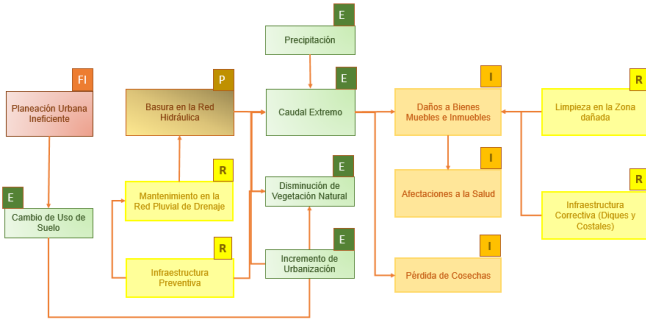 E
Precipitación
FI
Planeación Urbana
Ineficiente
P
Basura en la Red
Hidráulica
E
Caudal Extremo
I
Daños a Bienes
Muebles e Inmuebles
R
Limpieza en la Zona
dañada
R
Mantenimiento en la
Red Pluvial de Drenaje
E
Disminución de
Vegetación Natural
I
Afectaciones a la Salud
R
Infraestructura
Correctiva (Diques y
Costales)
E
Cambio de Uso de
Suelo
R
Infraestructura
Preventiva
E
Incremento de
Urbanización
I
Pérdida de Cosechas